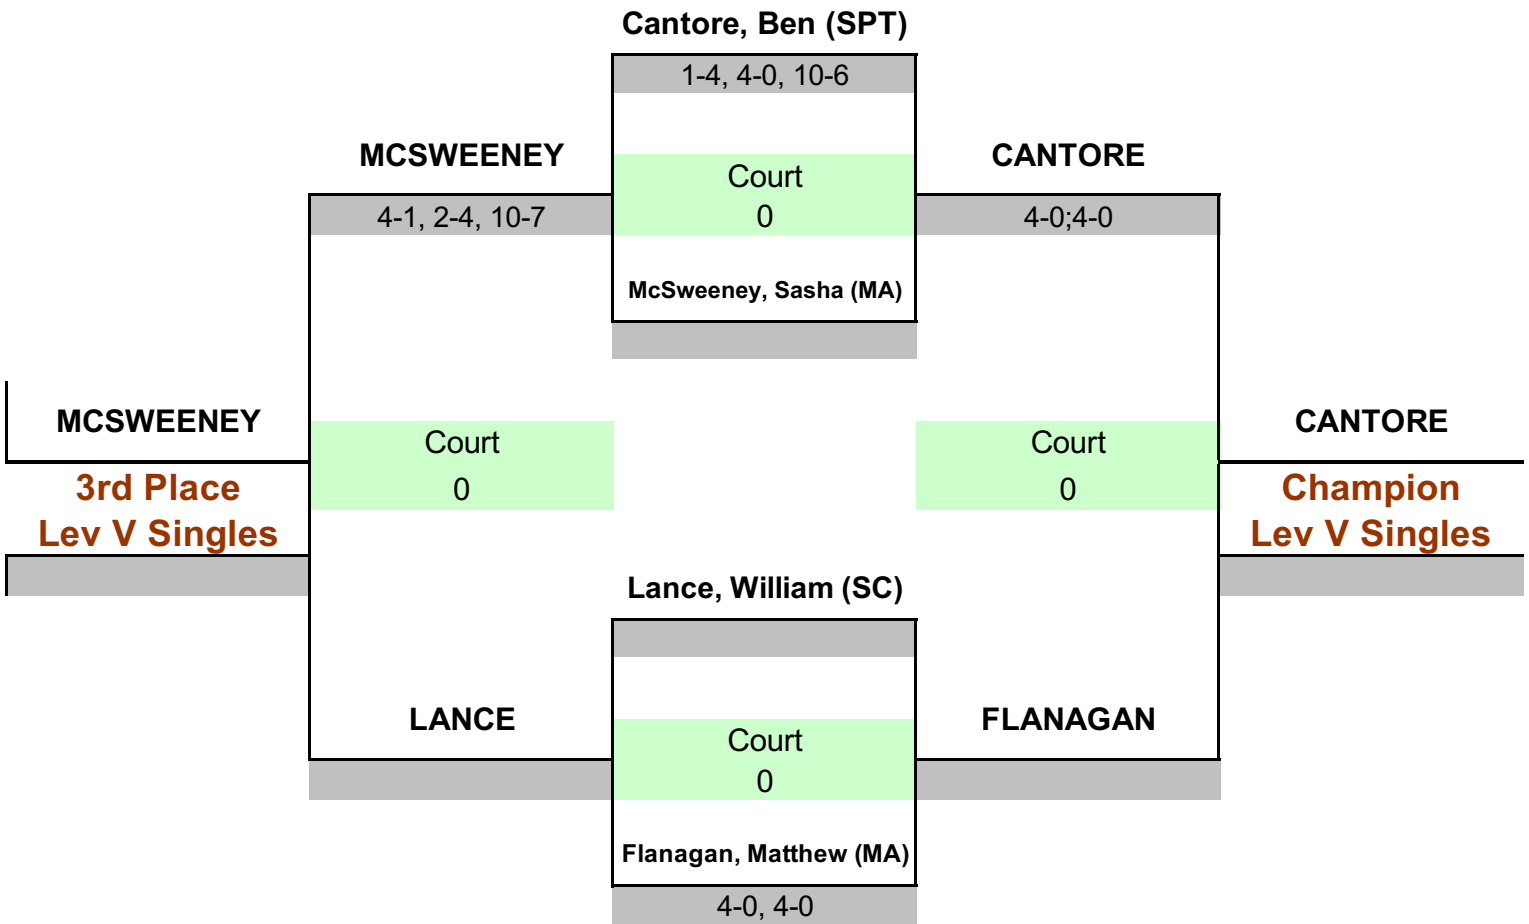 Cantore, Ben (SPT)
1-4, 4-0, 10-6
MCSWEENEY
CANTORE
Court
0
4-1, 2-4, 10-7
4-0;4-0
McSweeney, Sasha (MA)
MCSWEENEY
CANTORE
Court
0
Court
0
3rd Place
Lev V Singles
Champion
Lev V Singles
Lance, William (SC)
LANCE
FLANAGAN
Court
0
Flanagan, Matthew (MA)
4-0, 4-0